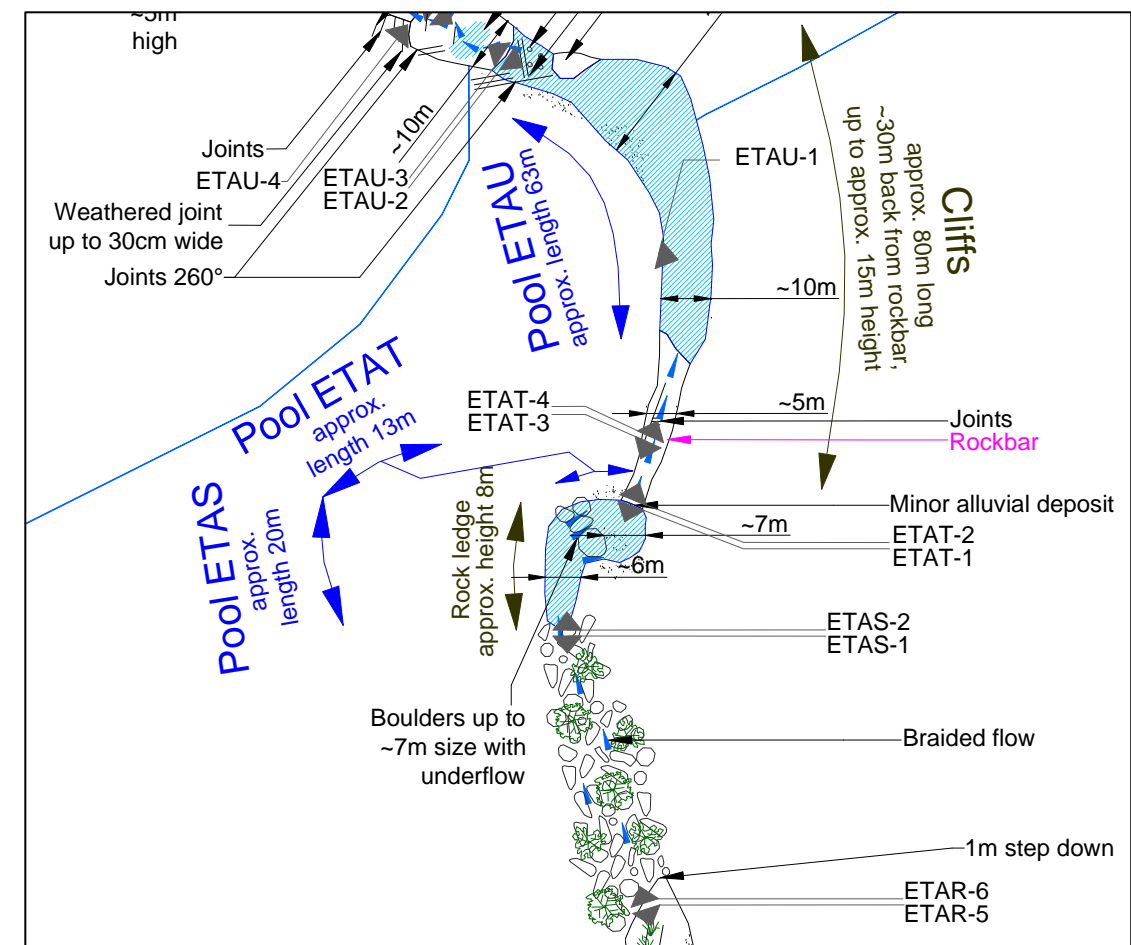 ~5m
high
Joints
ETAU-4
Weathered joint
up to 30cm wide
Joints 260°
~10m
ETAU-3
ETAU-2
Pool ETAU
approx. length 63m
ETAU-1
~10m
Cliffs
approx. 80m long
~30m back from rockbar,
up to approx. 15m height
Pool ETAT
approx.
length 13m
ETAT-4
ETAT-3
~5m
Joints
Rockbar
Pool ETAS
approx.
length 20m
Rock ledge
approx. height 8m
Minor alluvial deposit
~7m
ETAT-2
ETAT-1
~6m
ETAS-2
ETAS-1
Boulders up to
~7m size with
underflow
Braided flow
1m step down
ETAR-6
ETAR-5